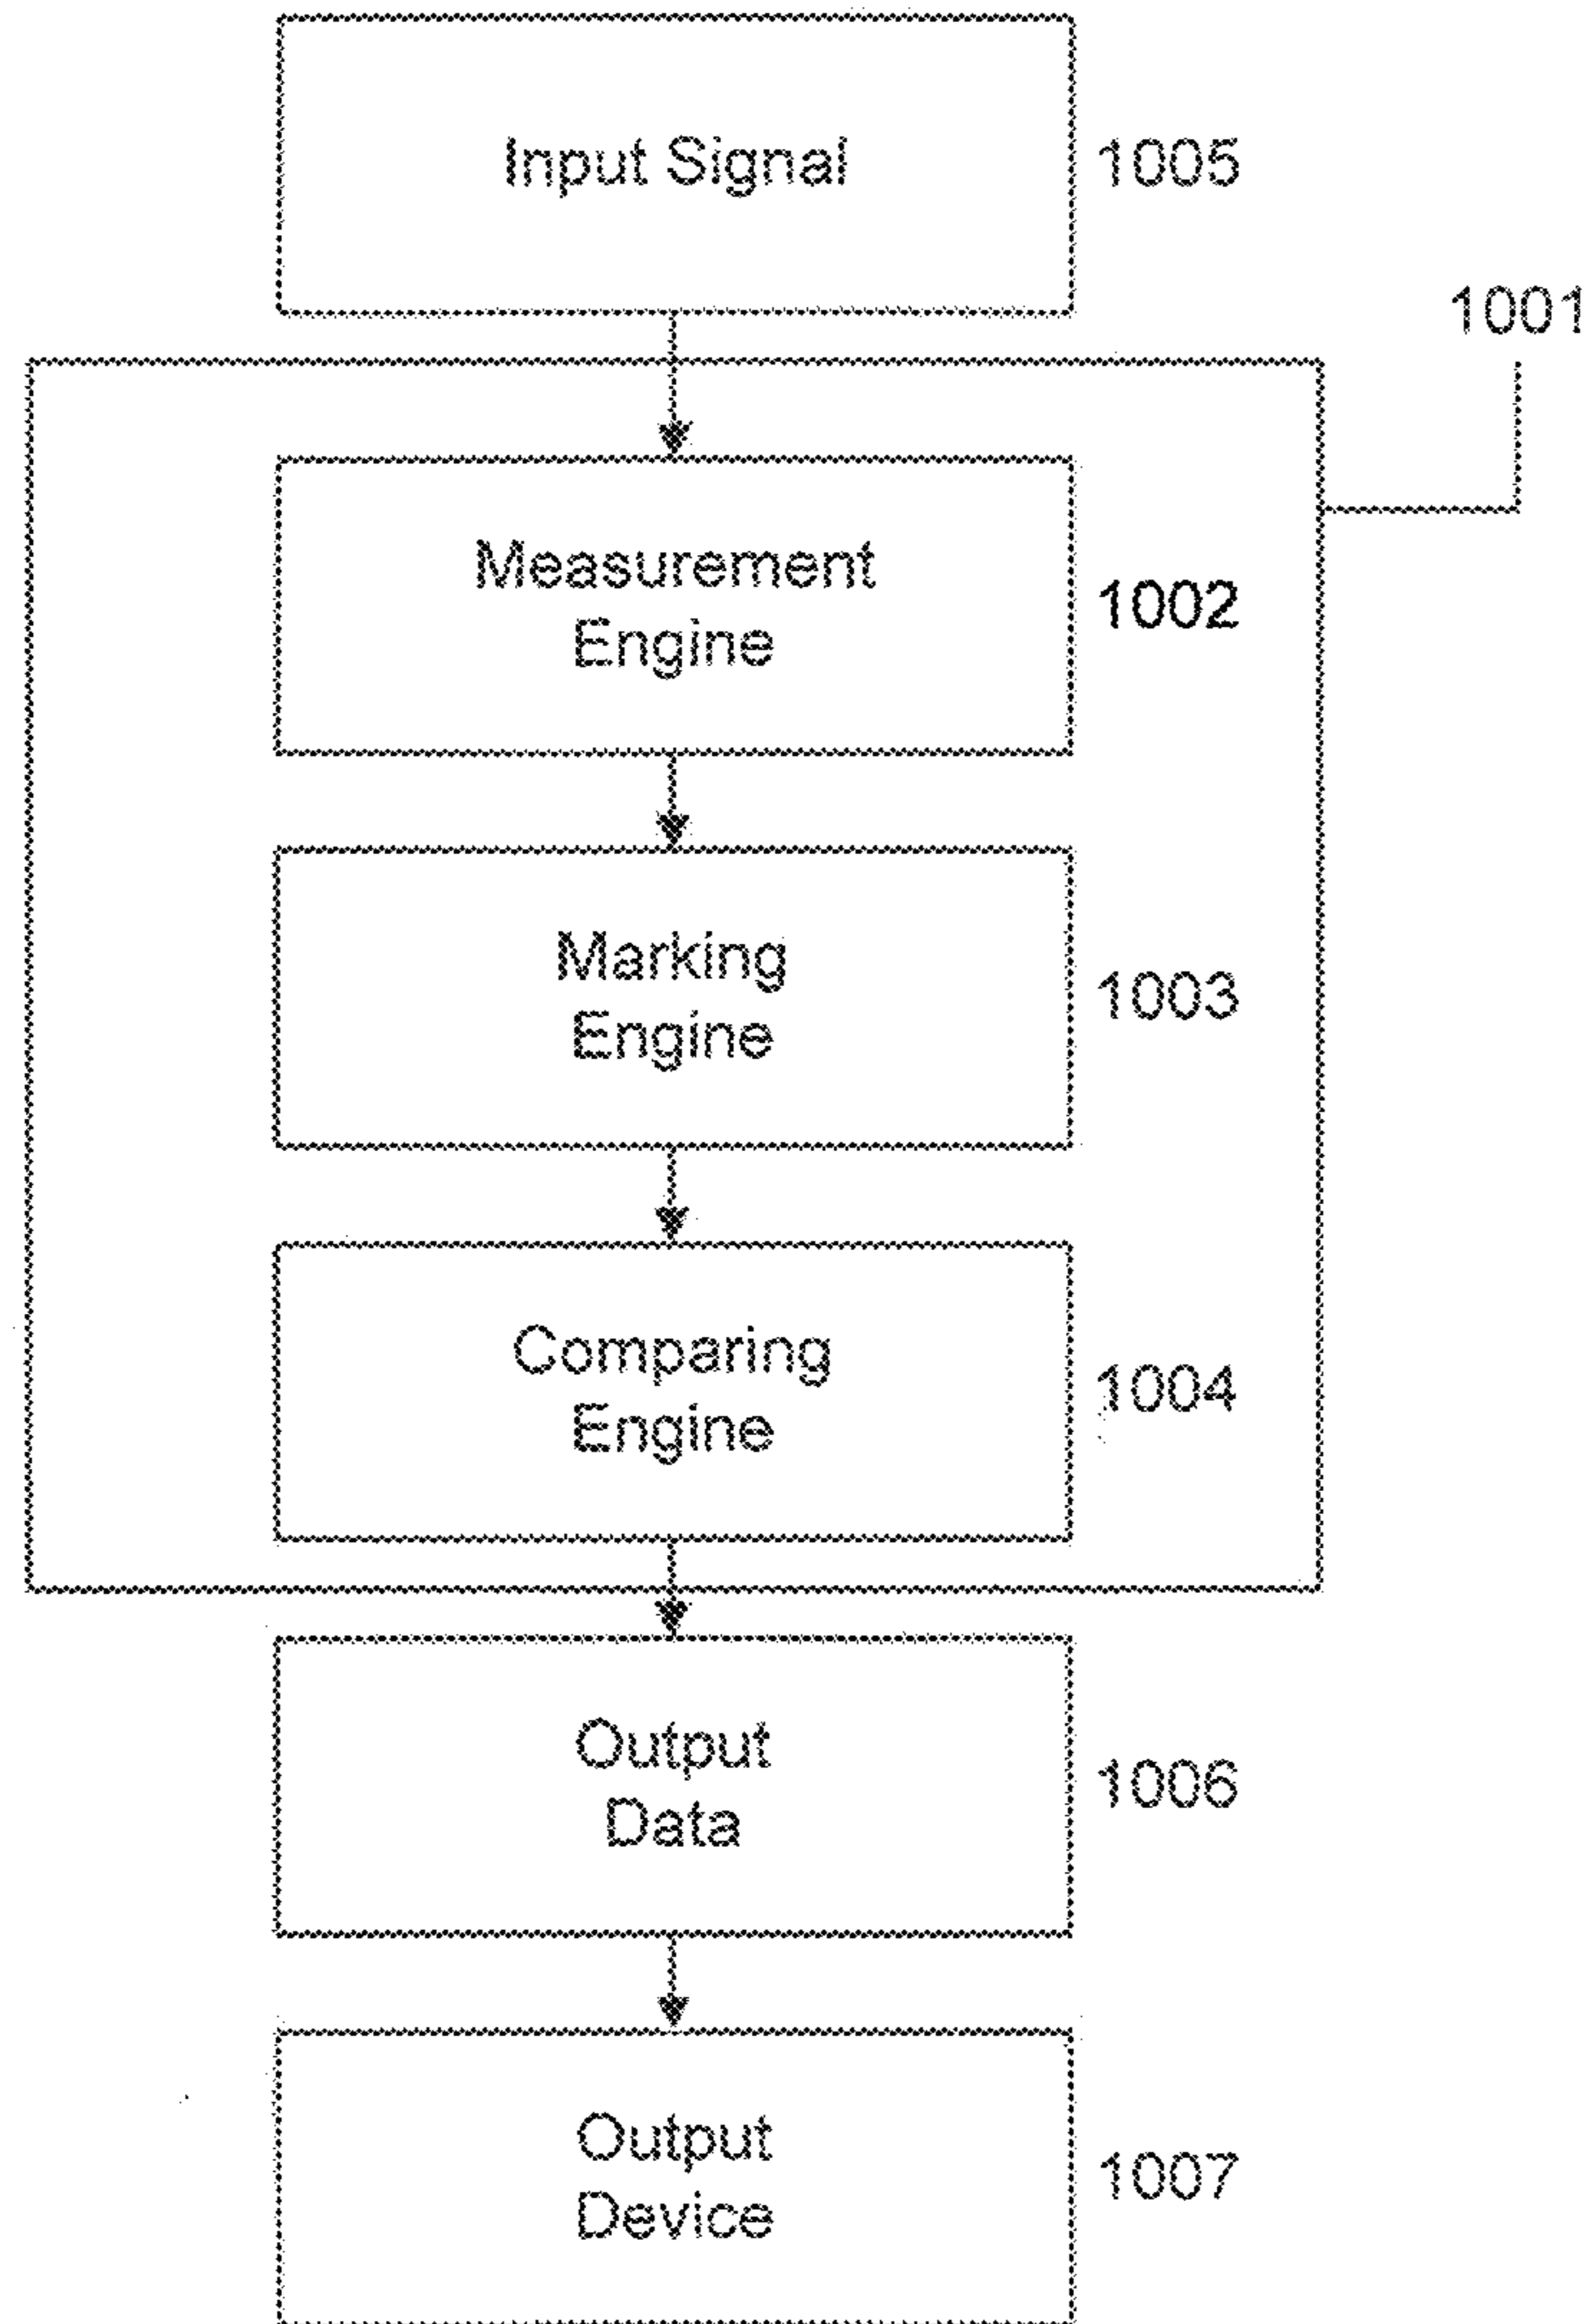 Input Signal
1005
1001
Measurement
Engine
1002
Marking
Engine
1003
Comparing
Engine
1004
Output
Data
1006
Output
Device
1007